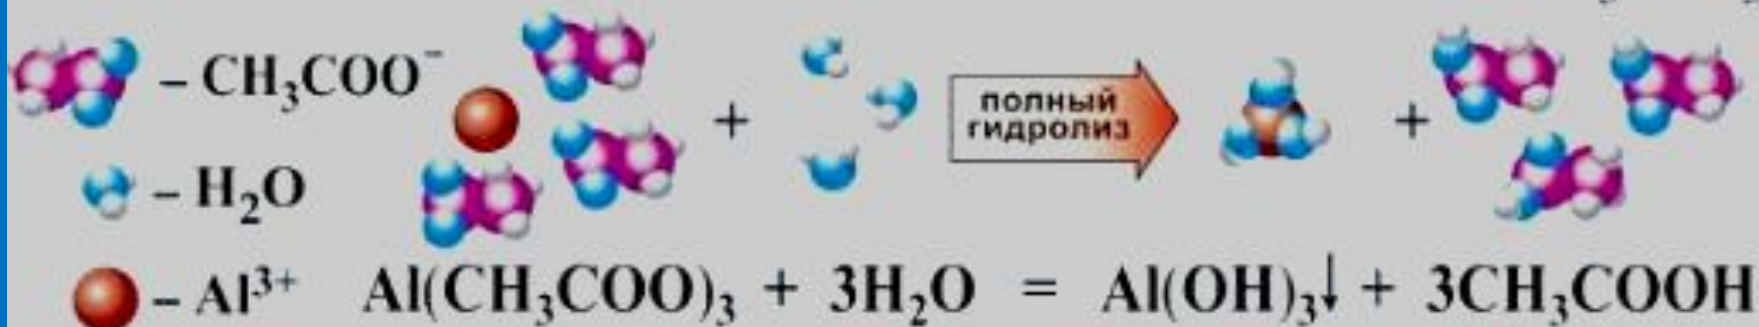 – CH₃COO⁻
+
полный
гидролиз
+
– H₂O
– Al³⁺
Al(CH₃COO)₃ + 3H₂O = Al(OH)₃↓ + 3CH₃COOH